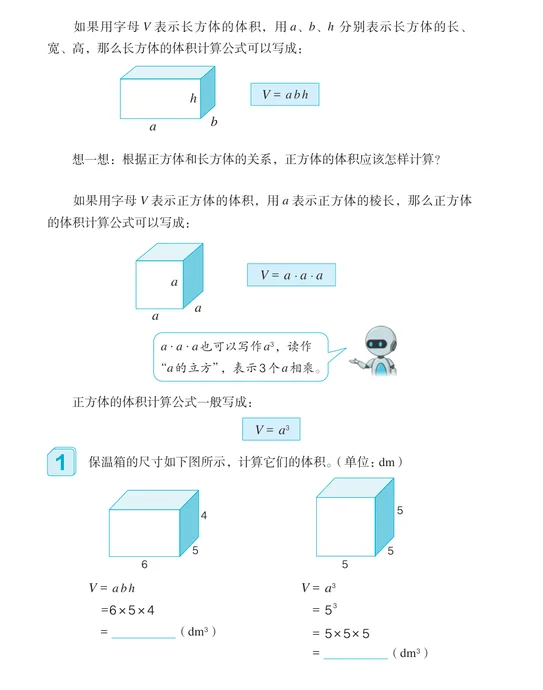 如果用字母 V 表示长方体的体积，用 a、b、h 分别表示长方体的长、
宽、高，那么长方体的体积计算公式可以写成：
h
a
b
V = abh
想一想：根据正方体和长方体的关系，正方体的体积应该怎样计算？
如果用字母 V 表示正方体的体积，用 a 表示正方体的棱长，那么正方体
的体积计算公式可以写成：
a
a
a
V = a · a · a
a · a · a 也可以写作 a³，读作
“a 的立方”，表示3个 a 相乘。
正方体的体积计算公式一般写成：
V = a³
1
保温箱的尺寸如下图所示，计算它们的体积。（单位：dm）
4
5
6
5
5
5
V = abh
=6×5×4
= ________（dm³）
V = a³
= 5³
= 5×5×5
= ________（dm³）